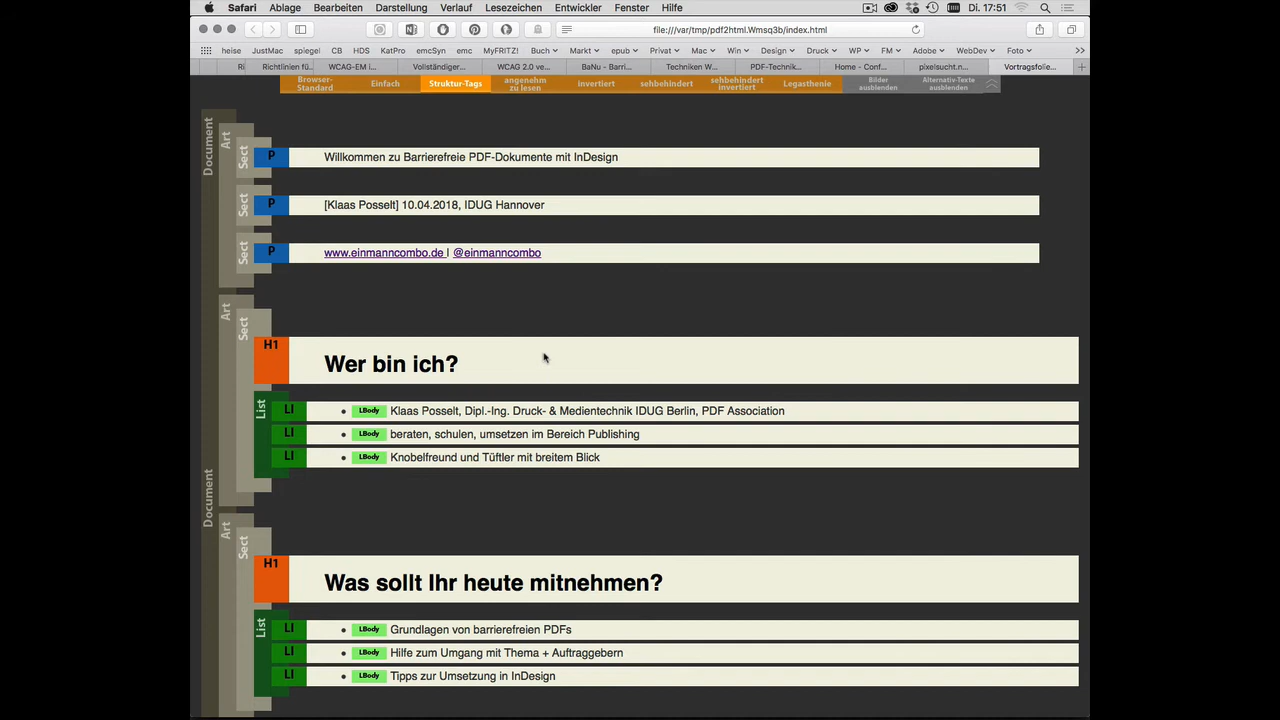 Safari Ablage Bearbeiten Darstellung Verlauf Lesezeichen Entwickler Fenster Hilfe Di. 17:51
file:///var/tmp/pdf2html.Wmsq3b/index.html
heise JustMac spiegel CB HDS KatPro emcSyn emc MyFRITZ! Buch Markt epub Privat Mac Win Design Druck WP FM Adobe WebDev Foto
Ri Richtlinien fü... WCAG-EM i... Vollständiger... WCAG 2.0 ve... BaNu - Barri... Techniken W... PDF-Technik... Home - Conf... pixelsucht.n... Vortragsfolie...
Browser-Standard Einfach Struktur-Tags angenehm zu lesen invertiert sehbehindert sehbehindert invertiert Legasthenie Bilder ausblenden Alternativ-Texte ausblenden
Document
Art
Sect
P Willkommen zu Barrierefreie PDF-Dokumente mit InDesign
Sect
P [Klaas Posselt] 10.04.2018, IDUG Hannover
Sect
P www.einmanncombo.de | @einmanncombo
Art
Sect
H1 Wer bin ich?
List
LI LBody Klaas Posselt, Dipl.-Ing. Druck- & Medientechnik IDUG Berlin, PDF Association
LI LBody beraten, schulen, umsetzen im Bereich Publishing
LI LBody Knobelfreund und Tüftler mit breitem Blick
Document
Art
Sect
H1 Was sollt Ihr heute mitnehmen?
List
LI LBody Grundlagen von barrierefreien PDFs
LI LBody Hilfe zum Umgang mit Thema + Auftraggebern
LI LBody Tipps zur Umsetzung in InDesign